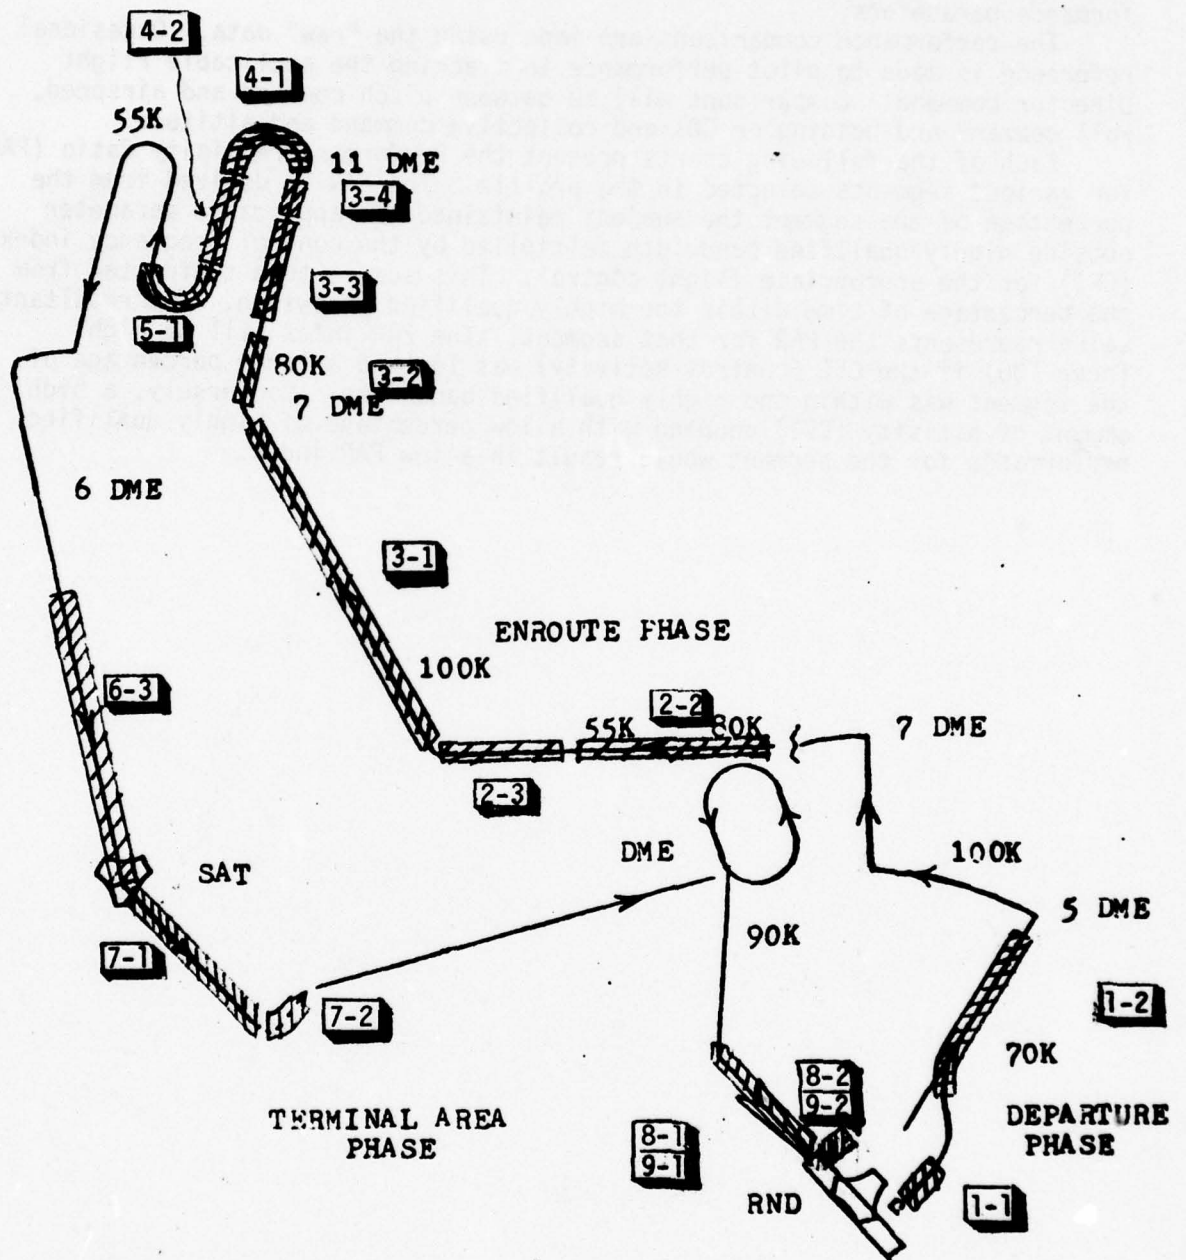 4-2
4-1
55K
11 DME
3-4
3-3
5-1
80K
3-2
7 DME
6 DME
3-1
ENROUTE PHASE
100K
6-3
2-2
55K
80K
7 DME
2-3
DME
100K
SAT
5 DME
90K
7-1
7-2
1-2
70K
8-2
9-2
TERMINAL AREA
PHASE
DEPARTURE
PHASE
8-1
9-1
RND
1-1